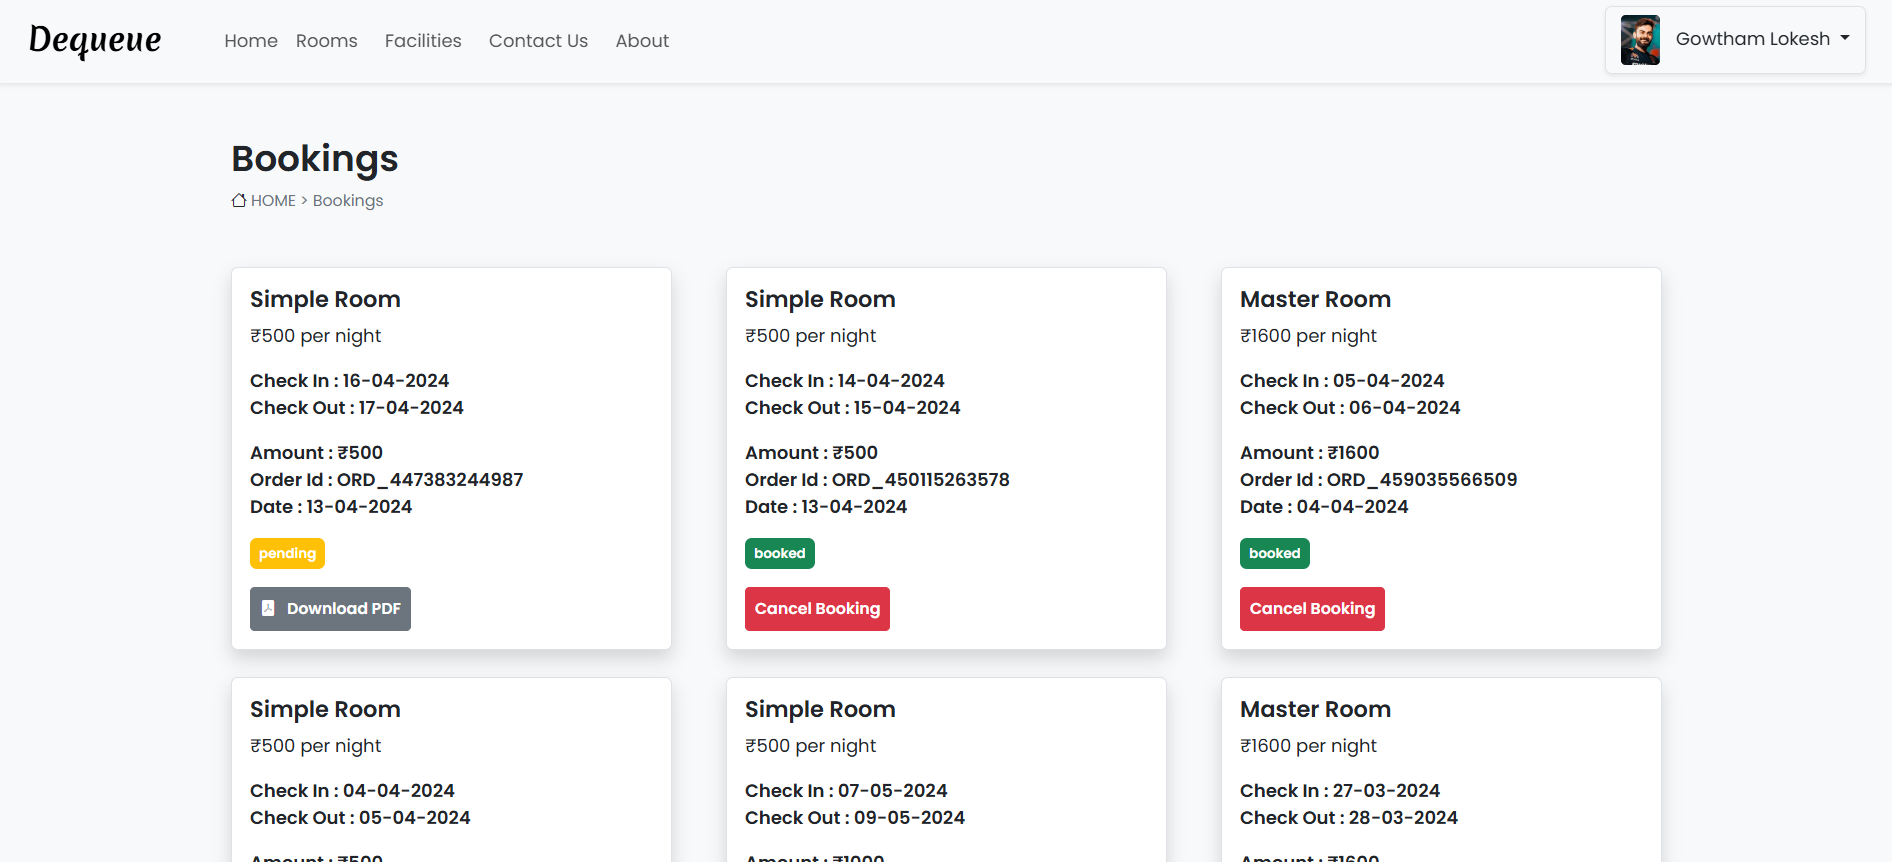 Dequeue
Home Rooms Facilities Contact Us About
Gowtham Lokesh
Bookings
HOME > Bookings
Simple Room
₹500 per night
Check In : 16-04-2024
Check Out : 17-04-2024
Amount : ₹500
Order Id : ORD_447383244987
Date : 13-04-2024
pending
Download PDF
Simple Room
₹500 per night
Check In : 14-04-2024
Check Out : 15-04-2024
Amount : ₹500
Order Id : ORD_450115263578
Date : 13-04-2024
booked
Cancel Booking
Master Room
₹1600 per night
Check In : 05-04-2024
Check Out : 06-04-2024
Amount : ₹1600
Order Id : ORD_459035566509
Date : 04-04-2024
booked
Cancel Booking
Simple Room
₹500 per night
Check In : 04-04-2024
Check Out : 05-04-2024
Amount : ₹500
Simple Room
₹500 per night
Check In : 07-05-2024
Check Out : 09-05-2024
Amount : ₹1000
Master Room
₹1600 per night
Check In : 27-03-2024
Check Out : 28-03-2024
Amount : ₹1600